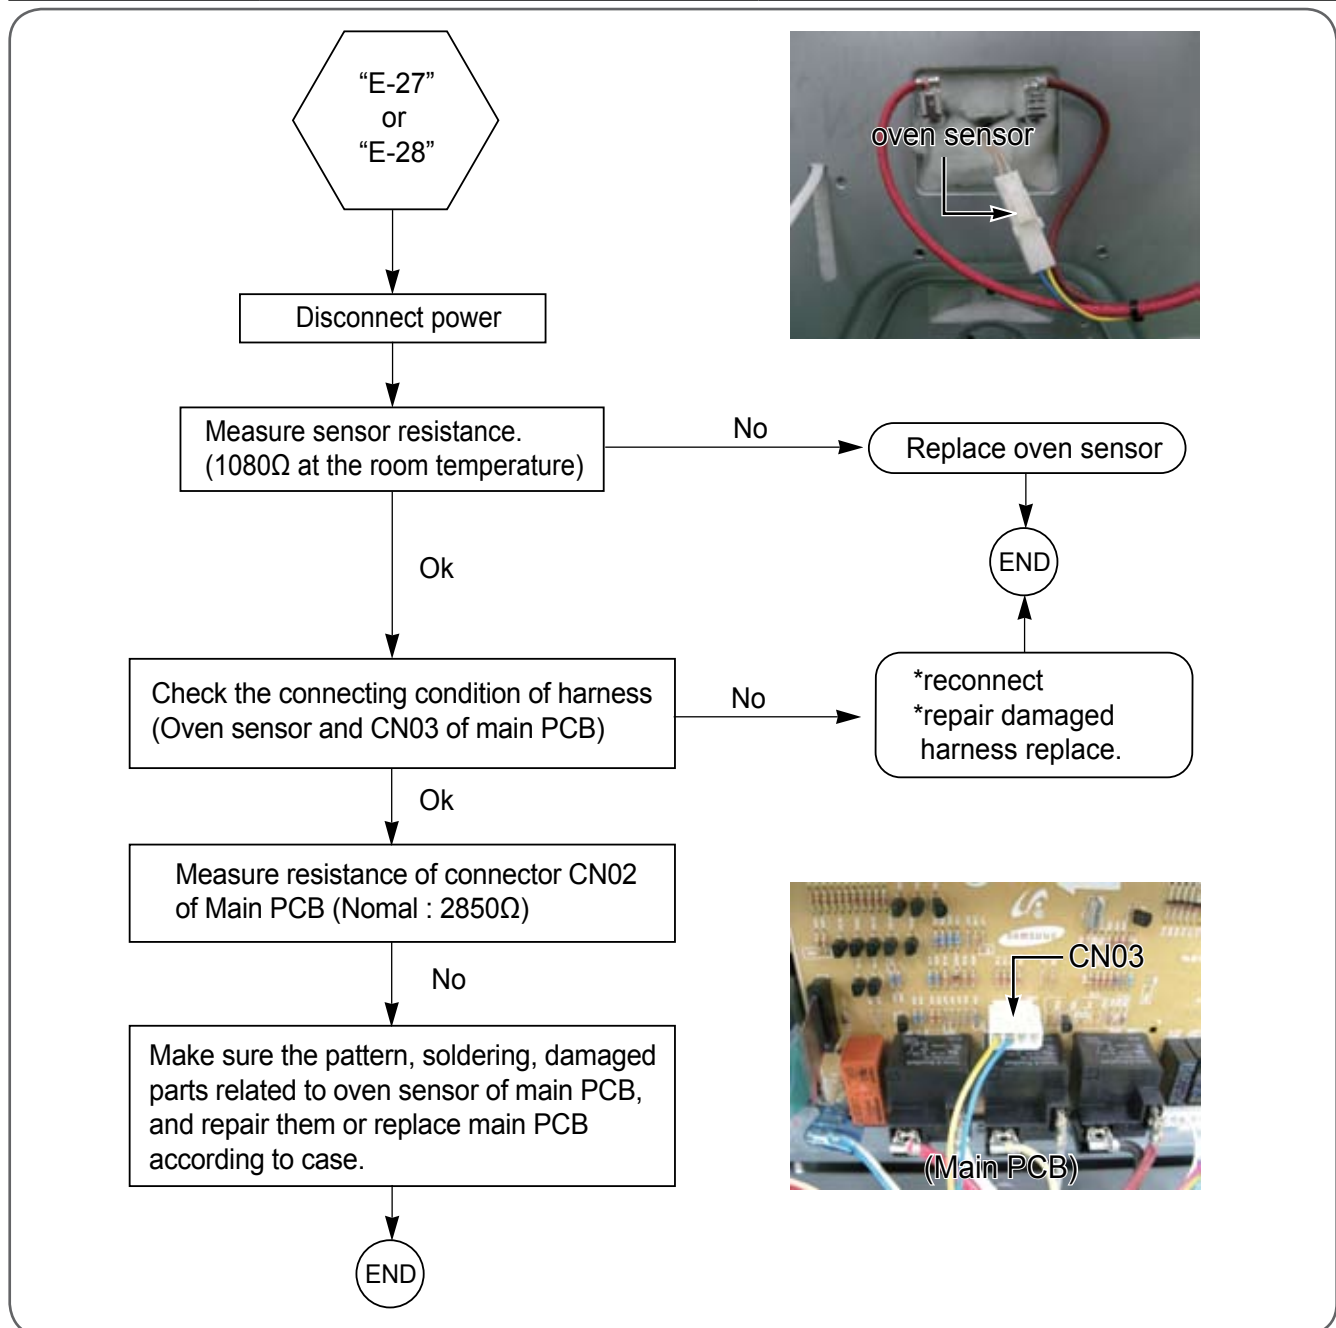 “E-27”
or
“E-28”
oven sensor
Disconnect power
Measure sensor resistance.
(1080Ω at the room temperature)
No
Replace oven sensor
END
Ok
Check the connecting condition of harness
(Oven sensor and CN03 of main PCB)
No
*reconnect
*repair damaged
harness replace.
Ok
Measure resistance of connector CN02
of Main PCB (Nomal : 2850Ω)
No
Make sure the pattern, soldering, damaged
parts related to oven sensor of main PCB,
and repair them or replace main PCB
according to case.
END
SAMSUNG
CN03
(Main PCB)